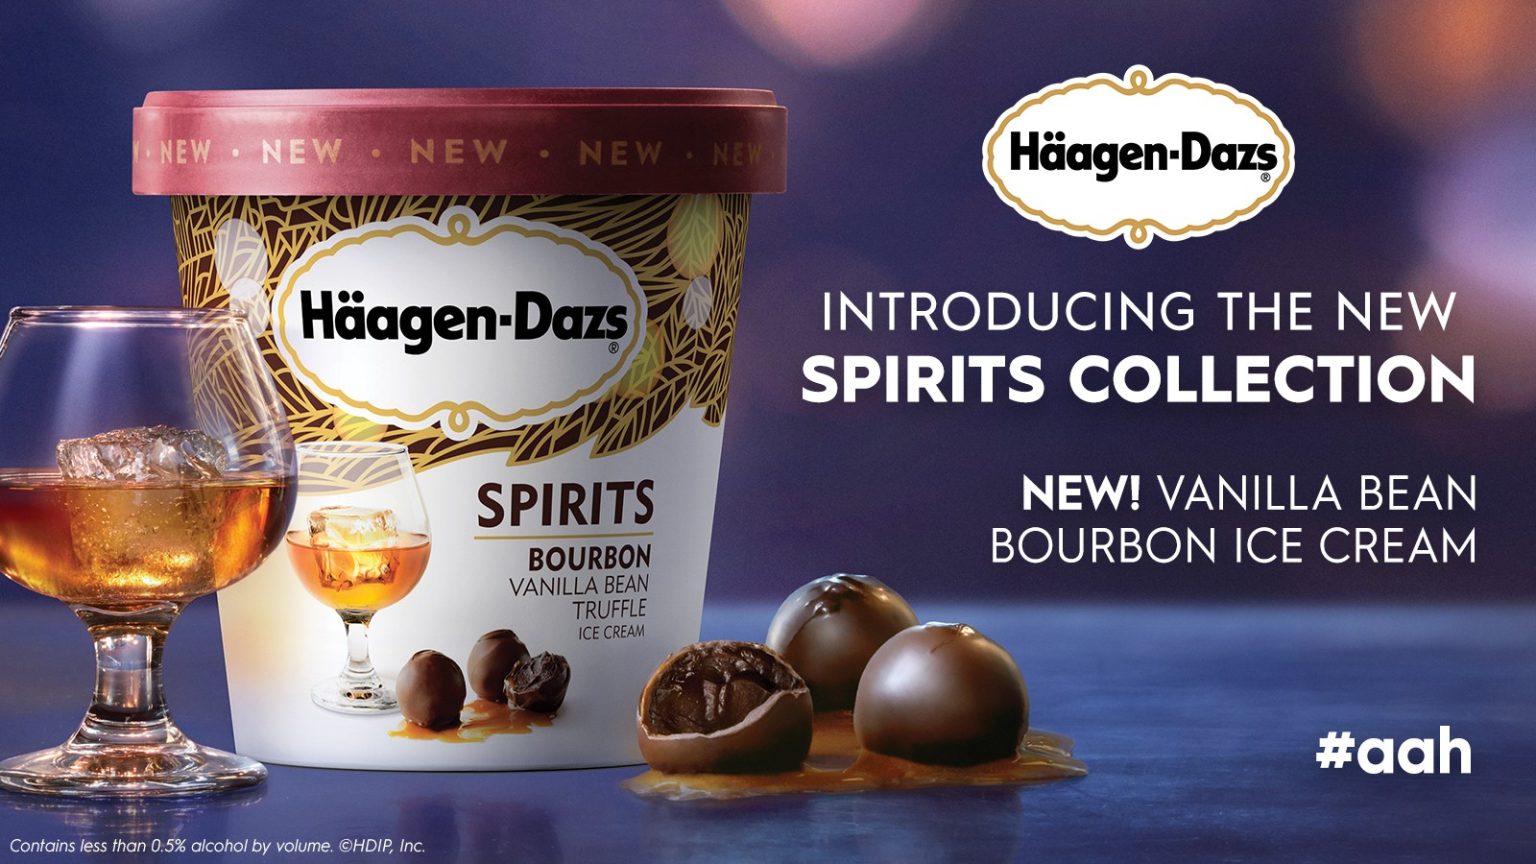 NEW • NEW • NEW • NEW • NEW
Häagen-Dazs®
SPIRITS
BOURBON
VANILLA BEAN
TRUFFLE
ICE CREAM
Häagen-Dazs®
INTRODUCING THE NEW
SPIRITS COLLECTION
NEW! VANILLA BEAN
BOURBON ICE CREAM
#aah
Contains less than 0.5% alcohol by volume. ©HDIP, Inc.